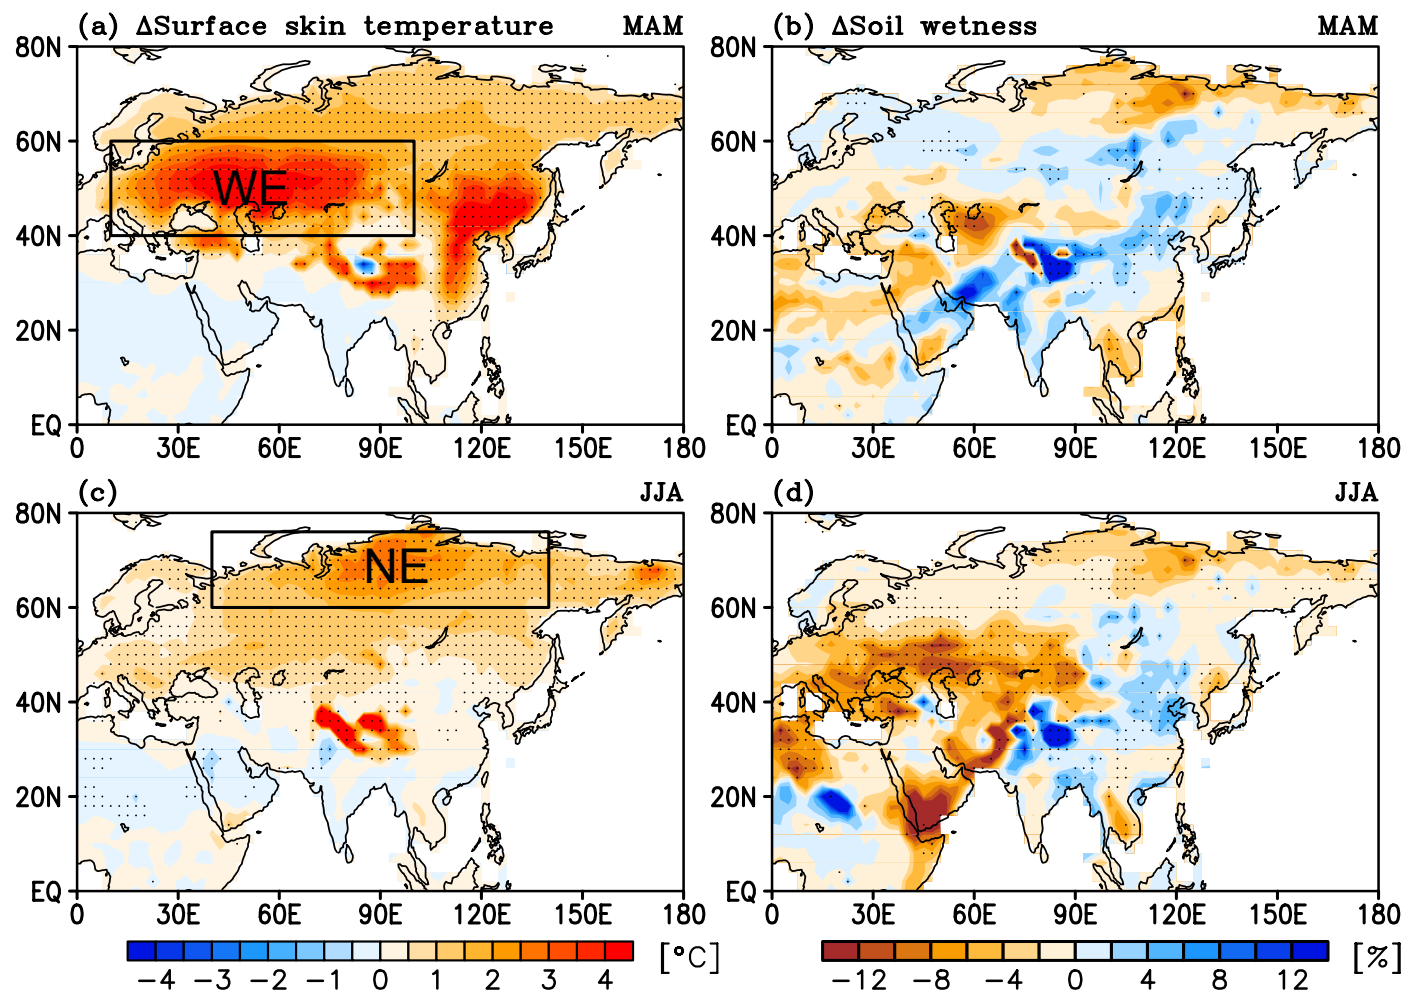 (a) ΔSurface skin temperature MAM
(b) ΔSoil wetness MAM
80N
60N
40N
20N
EQ
WE
0 30E 60E 90E 120E 150E 180
80N
60N
40N
20N
EQ
0 30E 60E 90E 120E 150E 180
(c) JJA
(d) JJA
80N
60N
40N
20N
EQ
NE
0 30E 60E 90E 120E 150E 180
80N
60N
40N
20N
EQ
0 30E 60E 90E 120E 150E 180
−4 −3 −2 −1 0 1 2 3 4 [°C]
−12 −8 −4 0 4 8 12 [%]